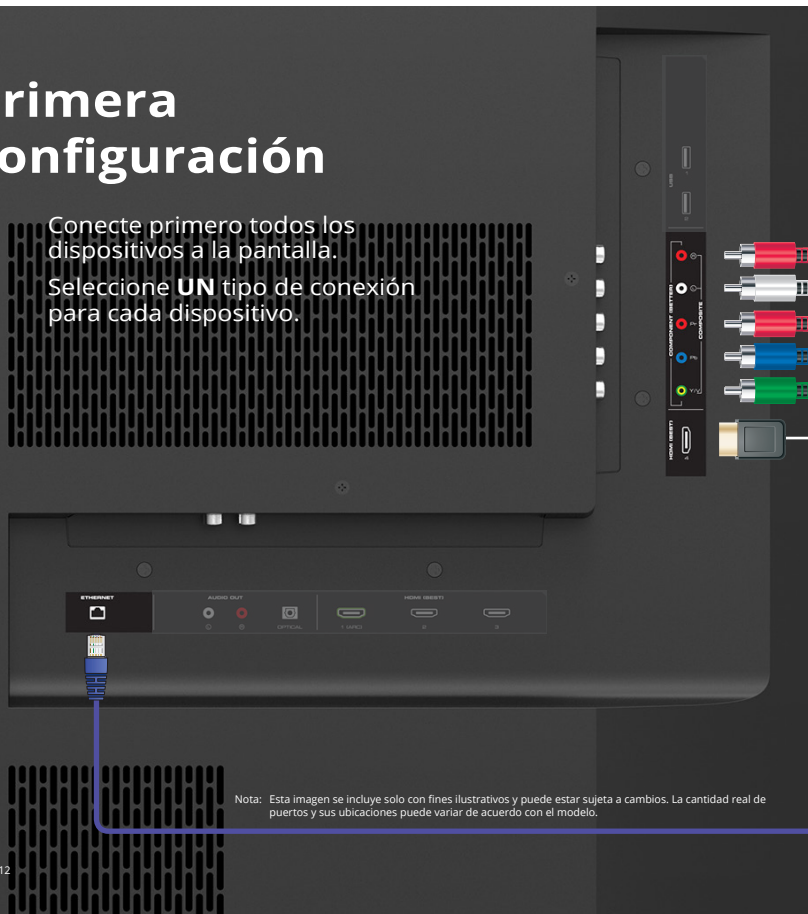 rimera
onfiguración
Conecte primero todos los
dispositivos a la pantalla.
Seleccione UN tipo de conexión
para cada dispositivo.
USB
COMPONENT (BETTER)
COMPOSITE
R
L
Pr
Pb
Y/V
HDMI (BEST)
ETHERNET
AUDIO OUT
L
R
OPTICAL
HDMI (BEST)
1 (ARC)
2
3
Nota: Esta imagen se incluye solo con fines ilustrativos y puede estar sujeta a cambios. La cantidad real de
puertos y sus ubicaciones puede variar de acuerdo con el modelo.
12